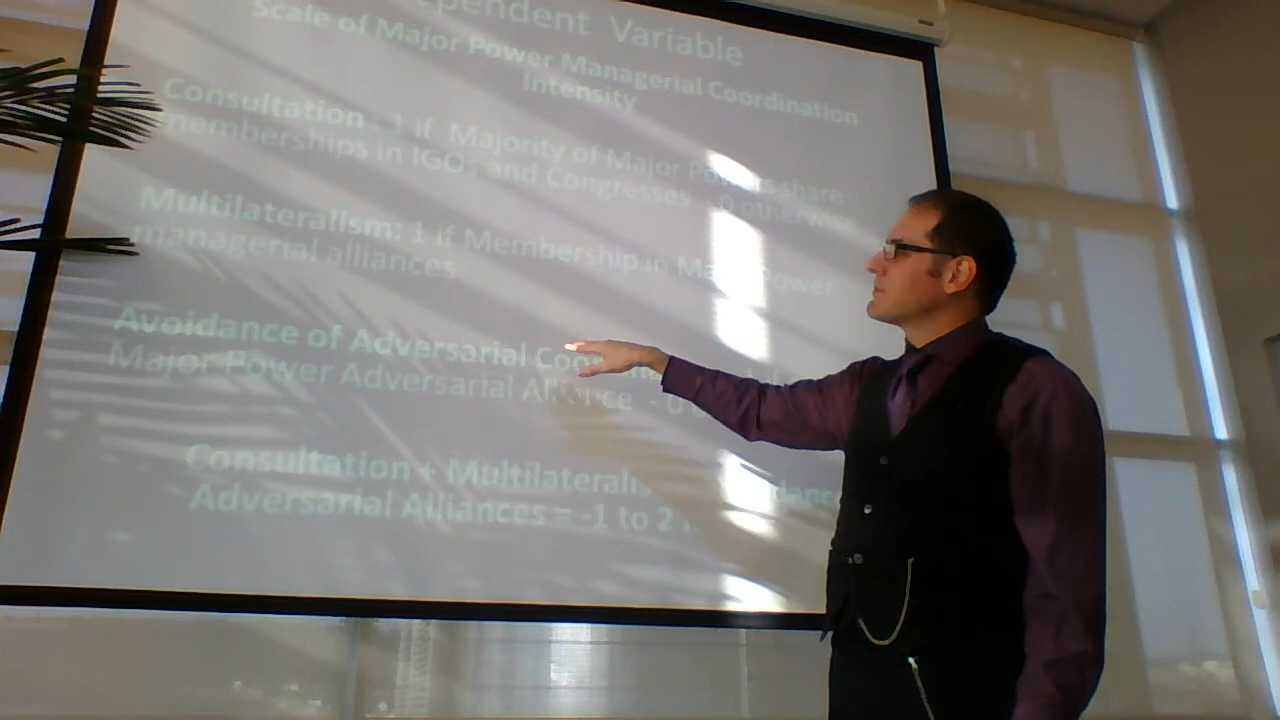 ependent Variable
Scale of Major Power Managerial Coordination
Intensity
Consultation - 1 if Majority of Major Powers share
memberships in IGOs and Congresses - 0 otherwise
Multilateralism: 1 if Membership in Major Power
managerial alliances
Avoidance of Adversarial
Major Power Adversarial Alliance - 0
Consultation + Multilateralis
Adversarial Alliances = -1 to 2